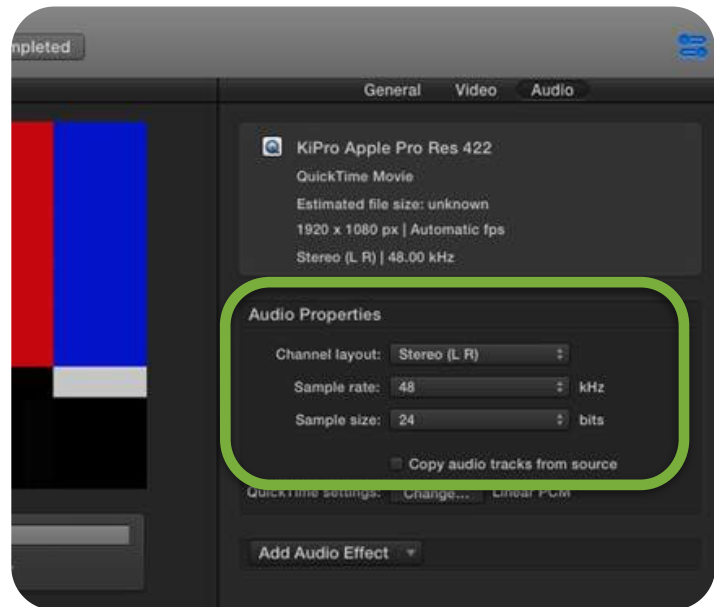 mpleted
General Video Audio
KiPro Apple Pro Res 422
QuickTime Movie
Estimated file size: unknown
1920 x 1080 px | Automatic fps
Stereo (L R) | 48.00 kHz
Audio Properties
Channel layout: Stereo (L R)
Sample rate: 48 kHz
Sample size: 24 bits
Copy audio tracks from source
QuickTime settings: Change... Linear PCM
Add Audio Effect